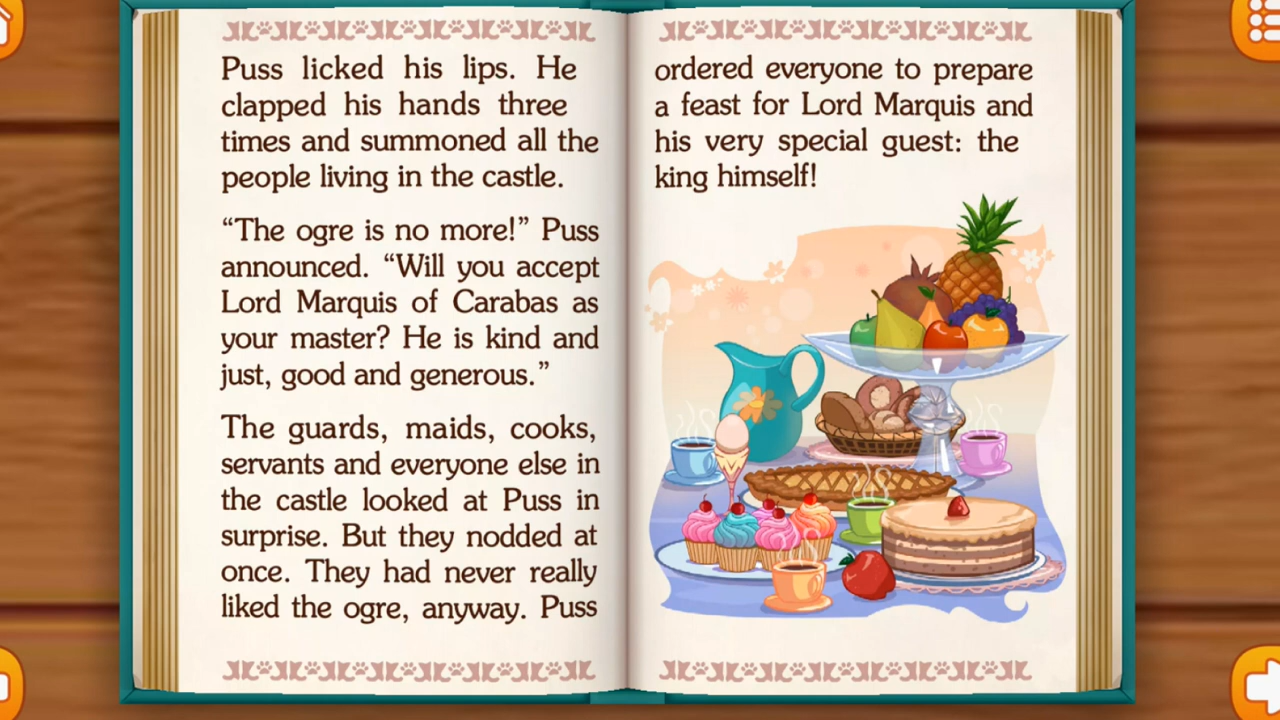 Puss licked his lips. He
clapped his hands three
times and summoned all the
people living in the castle.
“The ogre is no more!” Puss
announced. “Will you accept
Lord Marquis of Carabas as
your master? He is kind and
just, good and generous.”
The guards, maids, cooks,
servants and everyone else in
the castle looked at Puss in
surprise. But they nodded at
once. They had never really
liked the ogre, anyway. Puss
ordered everyone to prepare
a feast for Lord Marquis and
his very special guest: the
king himself!